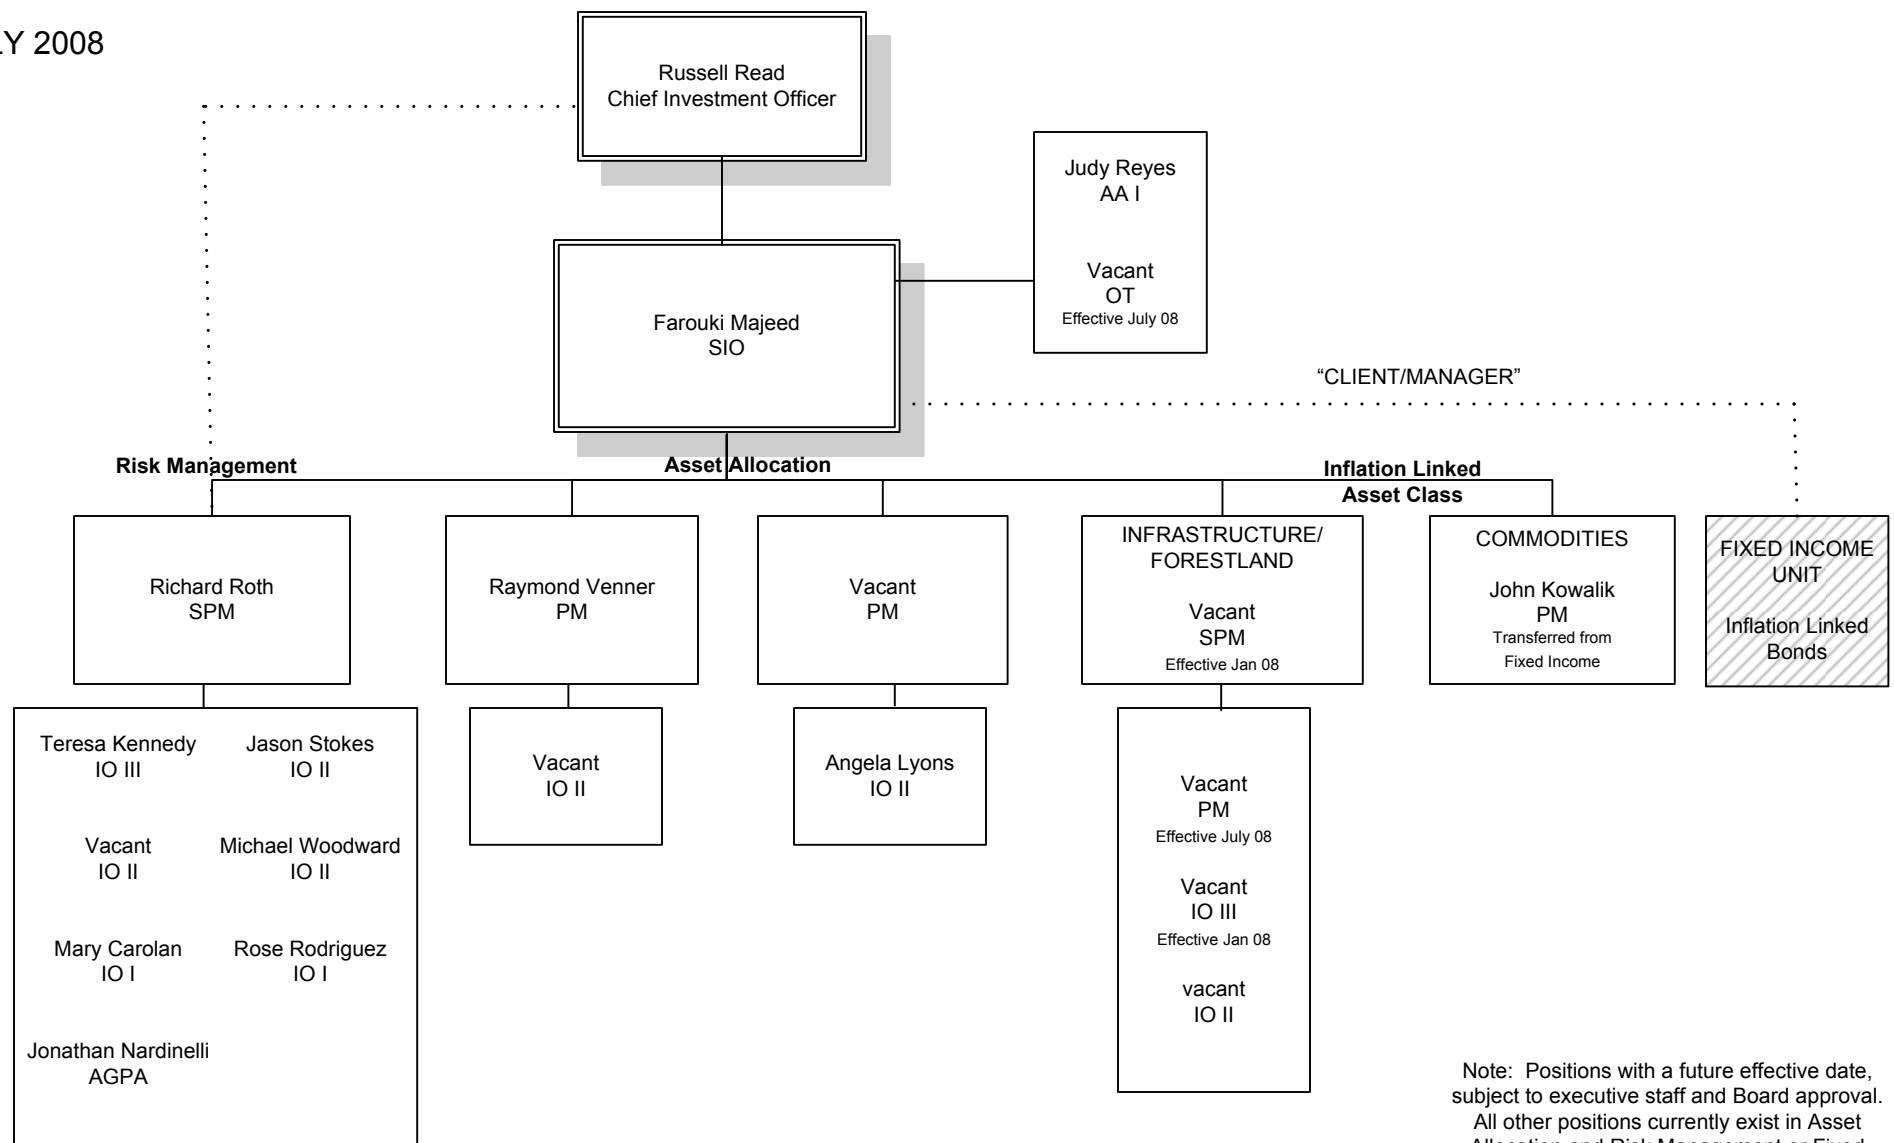 LY 2008
Russell Read
Chief Investment Officer
Judy Reyes
AA I
Vacant
OT
Effective July 08
Farouki Majeed
SIO
“CLIENT/MANAGER”
Risk Management
Asset Allocation
Inflation Linked
Asset Class
Richard Roth
SPM
Raymond Venner
PM
Vacant
PM
INFRASTRUCTURE/
FORESTLAND
Vacant
SPM
Effective Jan 08
COMMODITIES
John Kowalik
PM
Transferred from
Fixed Income
FIXED INCOME
UNIT
Inflation Linked
Bonds
Teresa Kennedy
IO III
Jason Stokes
IO II
Vacant
IO II
Michael Woodward
IO II
Mary Carolan
IO I
Rose Rodriguez
IO I
Jonathan Nardinelli
AGPA
Vacant
IO II
Angela Lyons
IO II
Vacant
PM
Effective July 08
Vacant
IO III
Effective Jan 08
vacant
IO II
Note: Positions with a future effective date,
subject to executive staff and Board approval.
All other positions currently exist in Asset
Allocation and Risk Management or Fixed